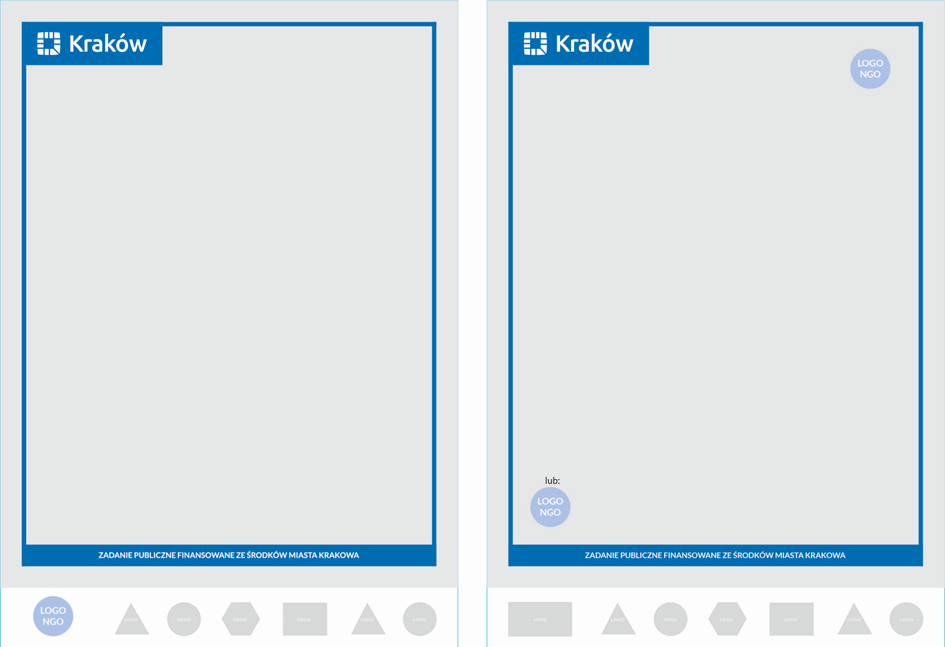 Kraków
ZADANIE PUBLICZNE FINANSOWANE ZE ŚRODKÓW MIASTA KRAKOWA
LOGO
NGO
Kraków
LOGO
NGO
lub:
LOGO
NGO
ZADANIE PUBLICZNE FINANSOWANE ZE ŚRODKÓW MIASTA KRAKOWA